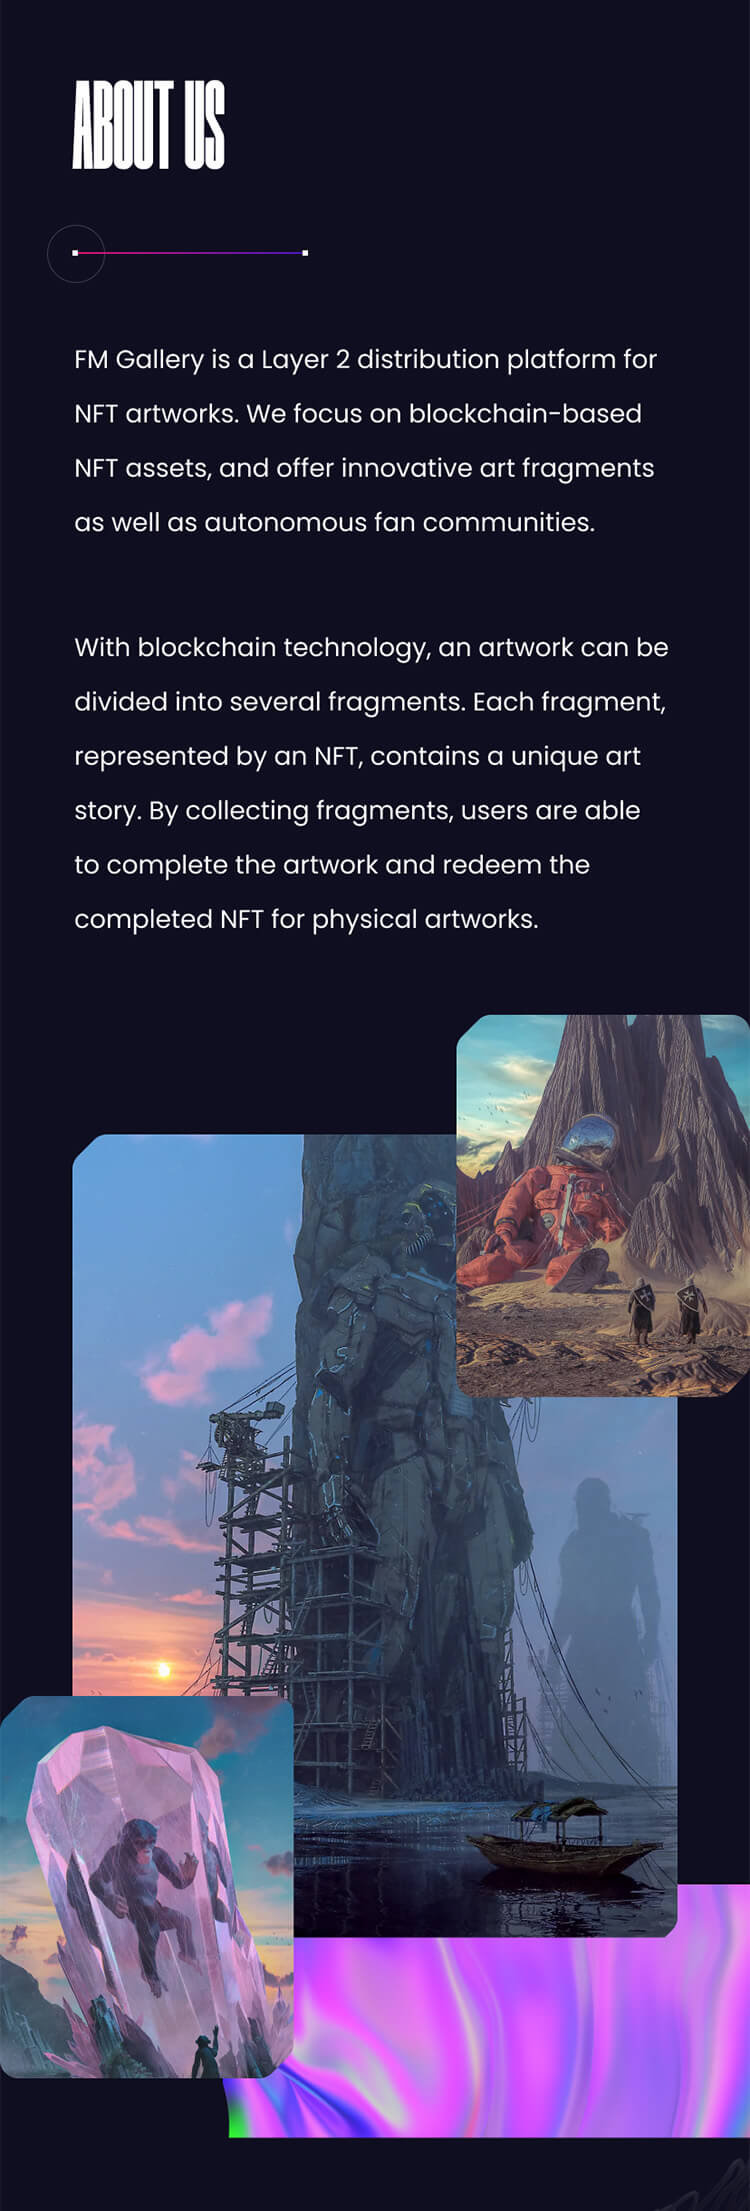 ABOUT US
FM Gallery is a Layer 2 distribution platform for
NFT artworks. We focus on blockchain-based
NFT assets, and offer innovative art fragments
as well as autonomous fan communities.
With blockchain technology, an artwork can be
divided into several fragments. Each fragment,
represented by an NFT, contains a unique art
story. By collecting fragments, users are able
to complete the artwork and redeem the
completed NFT for physical artworks.